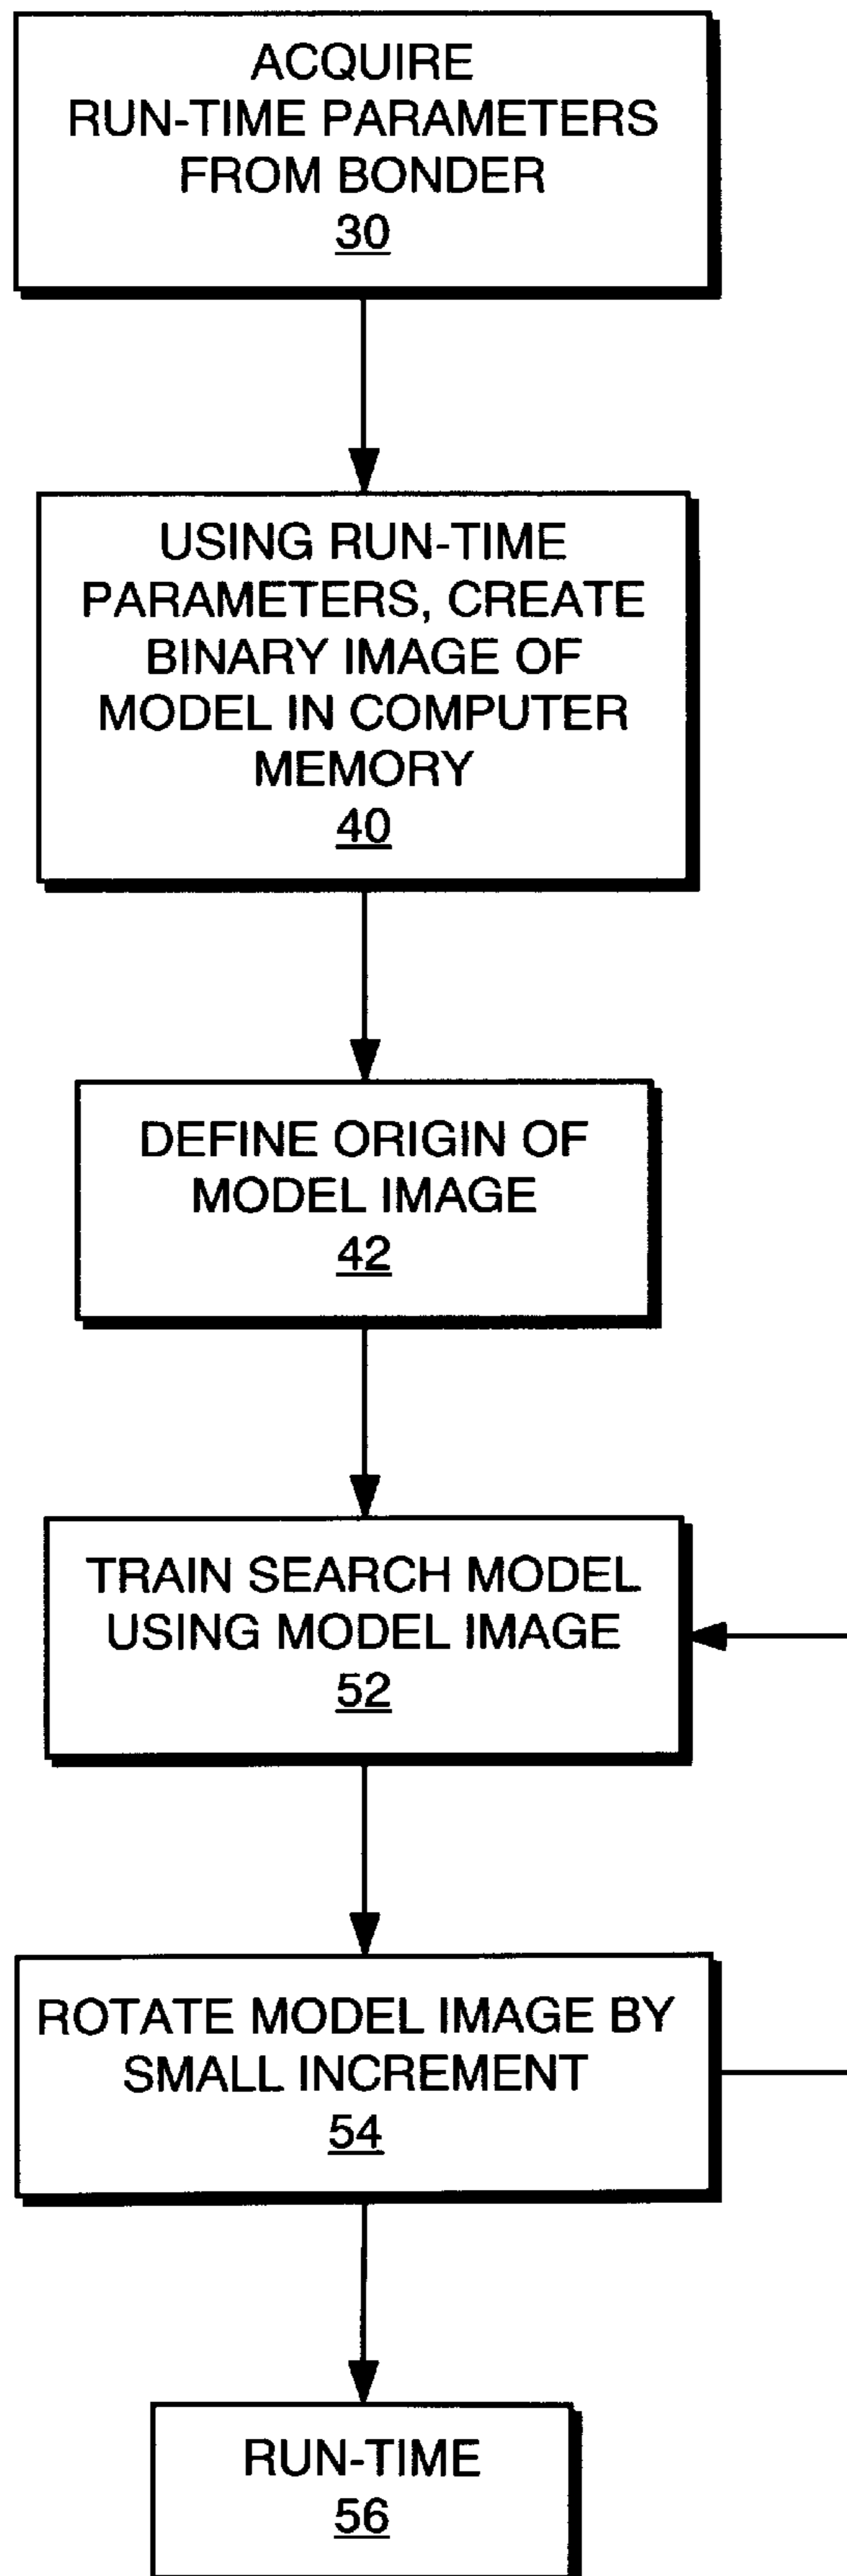 ACQUIRE
RUN-TIME PARAMETERS
FROM BONDER
30
USING RUN-TIME
PARAMETERS, CREATE
BINARY IMAGE OF
MODEL IN COMPUTER
MEMORY
40
DEFINE ORIGIN OF
MODEL IMAGE
42
TRAIN SEARCH MODEL
USING MODEL IMAGE
52
ROTATE MODEL IMAGE BY
SMALL INCREMENT
54
RUN-TIME
56